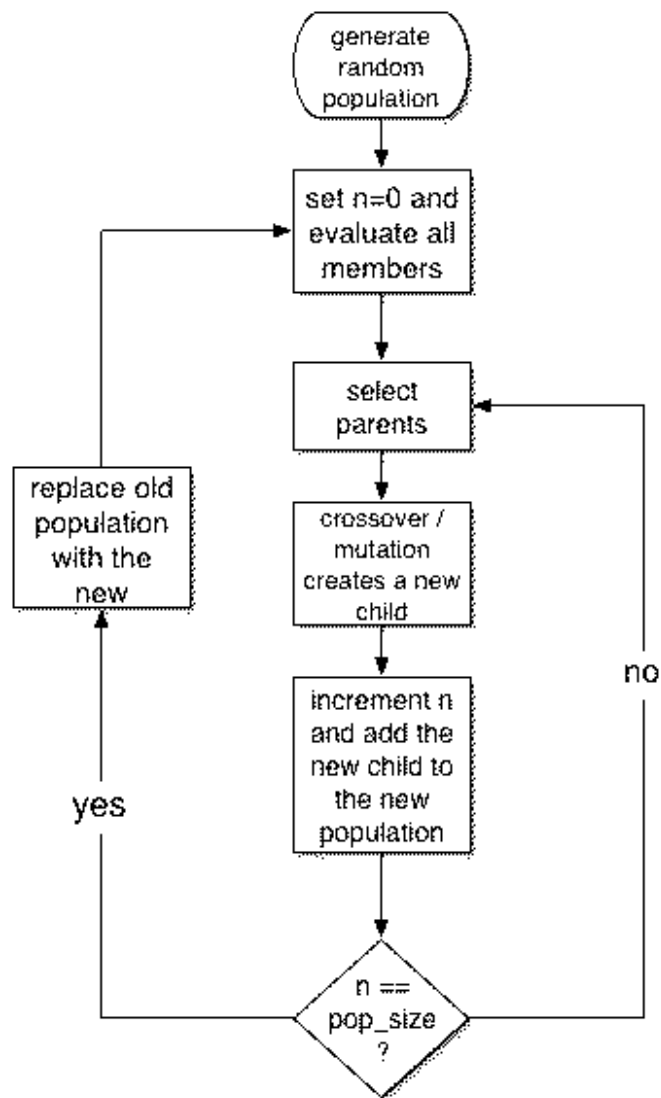 generate
random
population
set n=0 and
evaluate all
members
select
parents
replace old
population
with the
new
crossover /
mutation
creates a new
child
no
increment n
and add the
new child to
the new
population
yes
n ==
pop_size
?